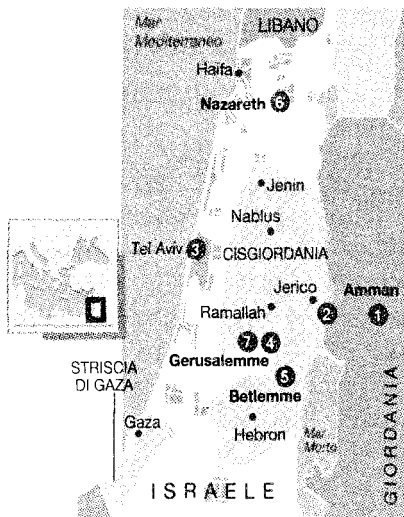 Mar
Mediterraneo
LIBANO
Haifa
Nazareth
6
Jenin
Nablus
Tel Aviv 3
CISGIORDANIA
Jerico
Amman
Ramallah
2
1
7 4
Gerusalemme
5
STRISCIA
DI GAZA
Betlemme
Gaza
Hebron
Mar
Morto
GIORDANIA
ISRAELE